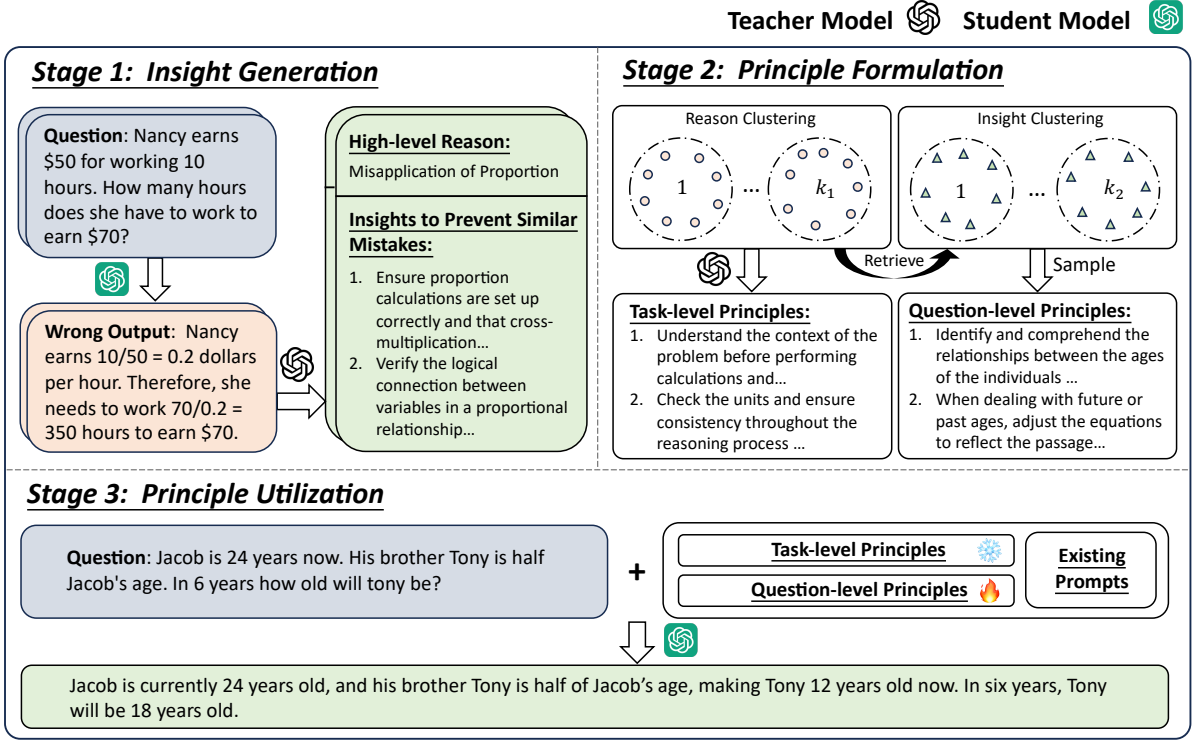 Teacher Model Student Model
Stage 1: Insight Generation
Question: Nancy earns
$50 for working 10
hours. How many hours
does she have to work to
earn $70?
Wrong Output: Nancy
earns 10/50 = 0.2 dollars
per hour. Therefore, she
needs to work 70/0.2 =
350 hours to earn $70.
High-level Reason:
Misapplication of Proportion
Insights to Prevent Similar
Mistakes:
1. Ensure proportion
calculations are set up
correctly and that cross-
multiplication...
2. Verify the logical
connection between
variables in a proportional
relationship...
Stage 2: Principle Formulation
Reason Clustering
1 ... k₁
Insight Clustering
1 ... k₂
Retrieve
Sample
Task-level Principles:
1. Understand the context of the
problem before performing
calculations and...
2. Check the units and ensure
consistency throughout the
reasoning process ...
Question-level Principles:
1. Identify and comprehend the
relationships between the ages
of the individuals ...
2. When dealing with future or
past ages, adjust the equations
to reflect the passage...
Stage 3: Principle Utilization
Question: Jacob is 24 years now. His brother Tony is half
Jacob's age. In 6 years how old will tony be?
+
Task-level Principles
Question-level Principles
Existing
Prompts
Jacob is currently 24 years old, and his brother Tony is half of Jacob’s age, making Tony 12 years old now. In six years, Tony
will be 18 years old.